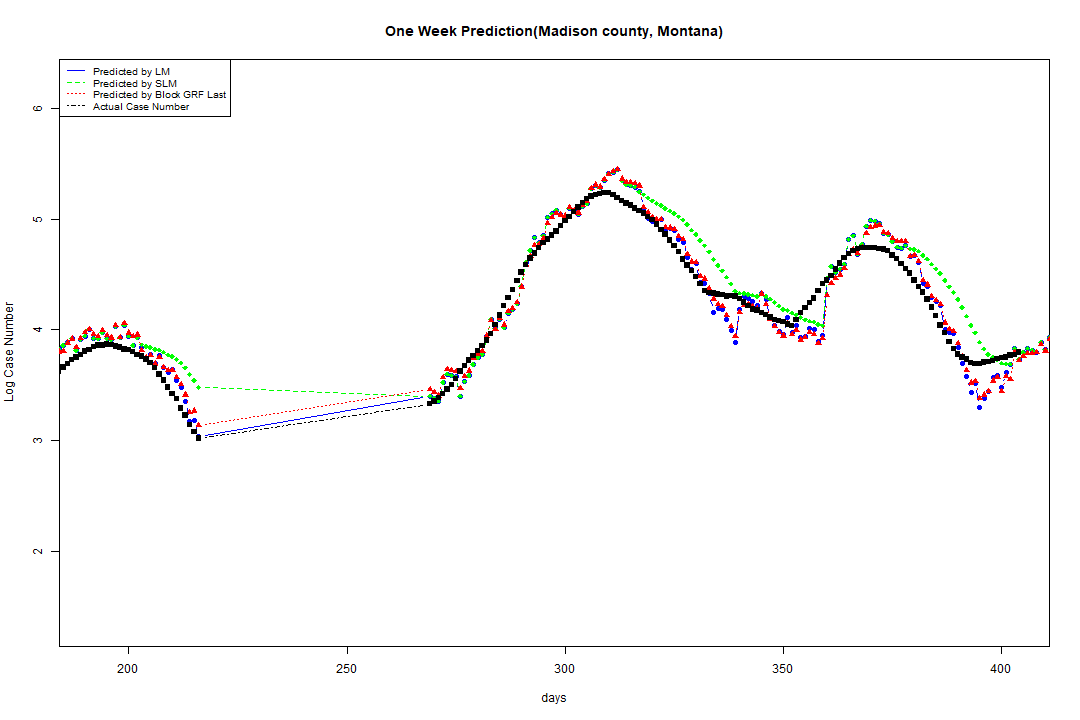 One Week Prediction(Madison county, Montana)
Predicted by LM
Predicted by SLM
Predicted by Block GRF Last
Actual Case Number
6
5
4
3
2
Log Case Number
200 250 300 350 400
days